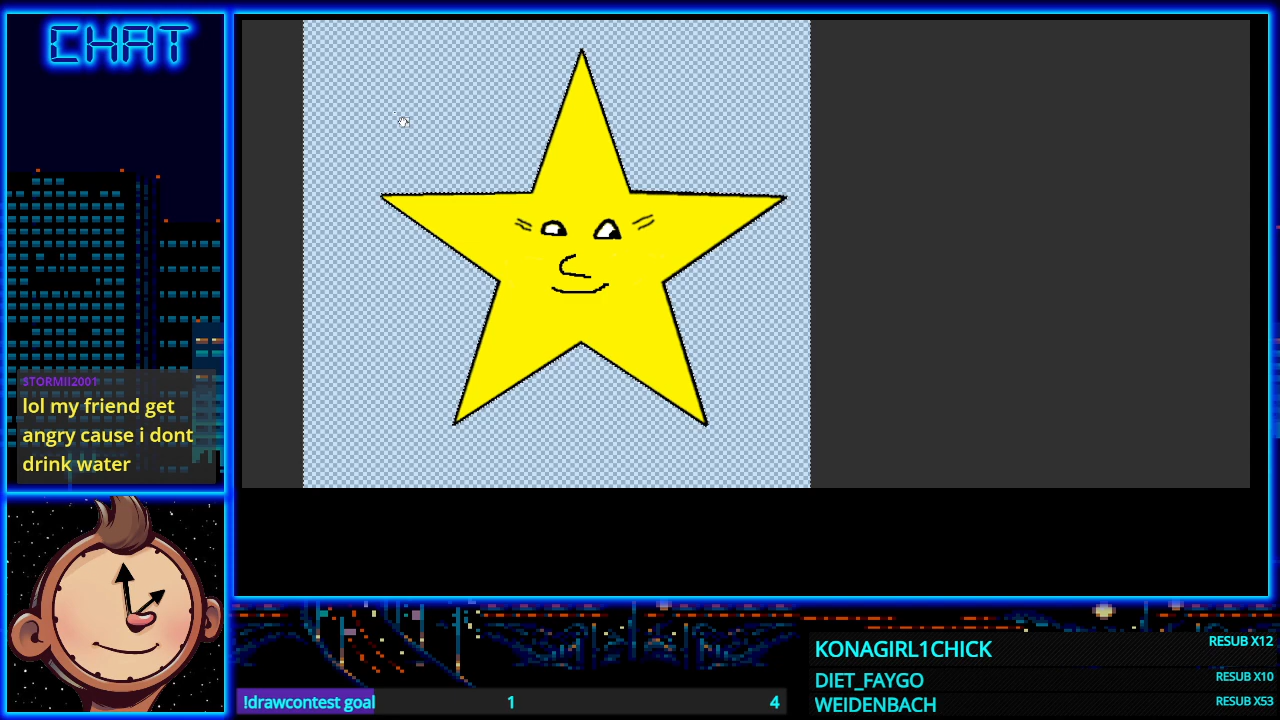 CHAT
STORMII2001
lol my friend get
angry cause i dont
drink water
KONAGIRL1CHICK RESUB X12
DIET_FAYGO RESUB X10
WEIDENBACH RESUB X53
!drawcontest goal 1 4